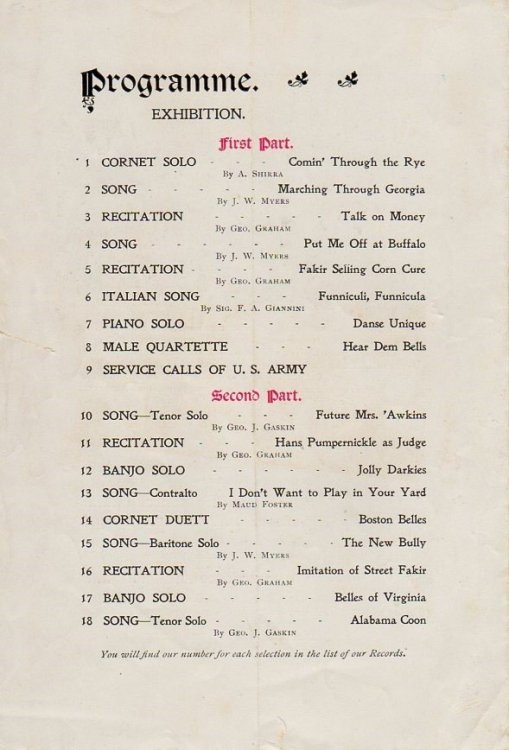 Programme.
EXHIBITION.
First Part.
1 CORNET SOLO - - - Comin' Through the Rye
By A. Shirra
2 SONG - - - - - Marching Through Georgia
By J. W. Myers
3 RECITATION - - - - - Talk on Money
By Geo. Graham
4 SONG - - - - - - Put Me Off at Buffalo
By J. W. Myers
5 RECITATION - - - - Fakir Selling Corn Cure
By Geo. Graham
6 ITALIAN SONG - - - Funniculi, Funnicula
By Sig. F. A. Giannini
7 PIANO SOLO - - - - - Danse Unique
8 MALE QUARTETTE - - - Hear Dem Bells
9 SERVICE CALLS OF U. S. ARMY
Second Part.
10 SONG—Tenor Solo - - - Future Mrs. 'Awkins
By Geo. J. Gaskin
11 RECITATION - - - Hans Pumpernickle as Judge
By Geo. Graham
12 BANJO SOLO - - - - - Jolly Darkies
13 SONG—Contralto I Don't Want to Play in Your Yard
By Maud Foster
14 CORNET DUETT - - - - Boston Belles
15 SONG—Baritone Solo - - - - - The New Bully
By J. W. Myers
16 RECITATION - - - Imitation of Street Fakir
By Geo. Graham
17 BANJO SOLO - - - - - Belles of Virginia
18 SONG—Tenor Solo - - - - - Alabama Coon
By Geo. J. Gaskin
You will find our number for each selection in the list of our Records.